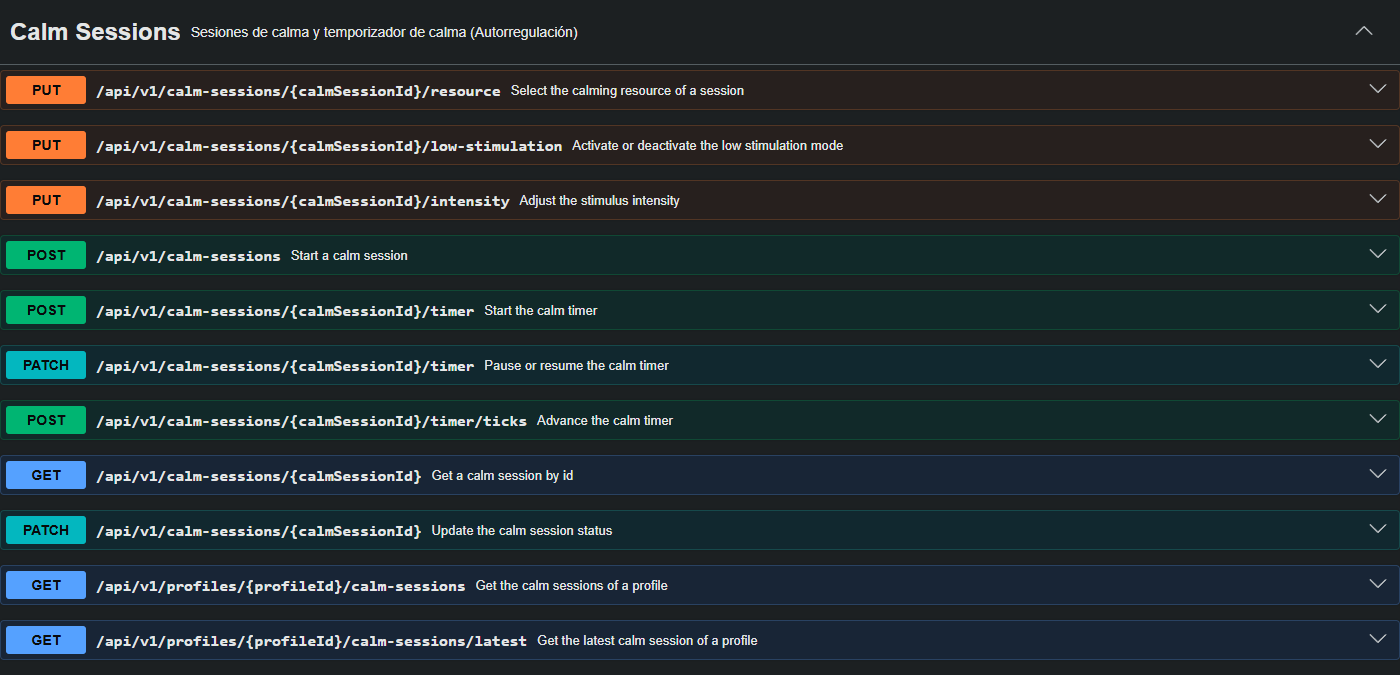 Calm Sessions Sesiones de calma y temporizador de calma (Autorregulación)
PUT /api/v1/calm-sessions/{calmSessionId}/resource Select the calming resource of a session
PUT /api/v1/calm-sessions/{calmSessionId}/low-stimulation Activate or deactivate the low stimulation mode
PUT /api/v1/calm-sessions/{calmSessionId}/intensity Adjust the stimulus intensity
POST /api/v1/calm-sessions Start a calm session
POST /api/v1/calm-sessions/{calmSessionId}/timer Start the calm timer
PATCH /api/v1/calm-sessions/{calmSessionId}/timer Pause or resume the calm timer
POST /api/v1/calm-sessions/{calmSessionId}/timer/ticks Advance the calm timer
GET /api/v1/calm-sessions/{calmSessionId} Get a calm session by id
PATCH /api/v1/calm-sessions/{calmSessionId} Update the calm session status
GET /api/v1/profiles/{profileId}/calm-sessions Get the calm sessions of a profile
GET /api/v1/profiles/{profileId}/calm-sessions/latest Get the latest calm session of a profile